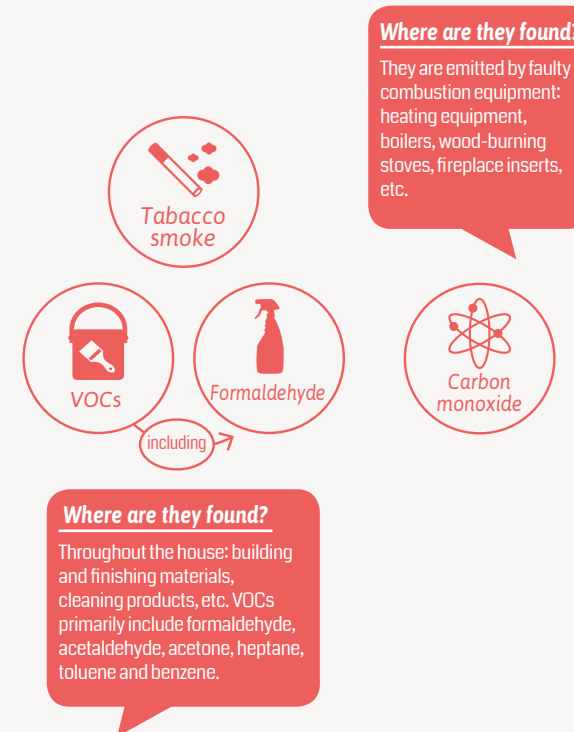 Where are they found?
They are emitted by faulty
combustion equipment:
heating equipment,
boilers, wood-burning
stoves, fireplace inserts,
etc.
Tabacco
smoke
VOCs
Formaldehyde
including
Carbon
monoxide
Where are they found?
Throughout the house: building
and finishing materials,
cleaning products, etc. VOCs
primarily include formaldehyde,
acetaldehyde, acetone, heptane,
toluene and benzene.